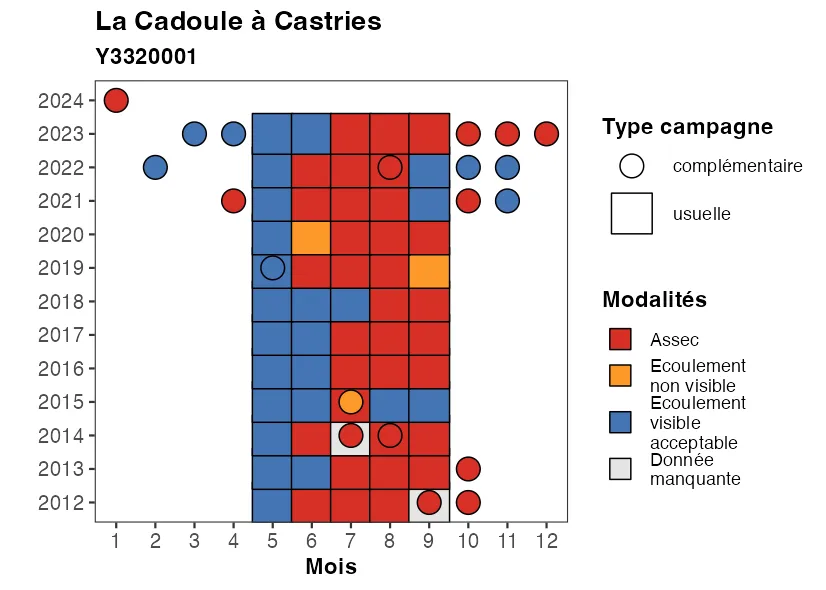 La Cadoule à Castries
Y3320001
2024
2023
2022
2021
2020
2019
2018
2017
2016
2015
2014
2013
2012
1 2 3 4 5 6 7 8 9 10 11 12
Mois
Type campagne
complémentaire
usuelle
Modalités
Assec
Ecoulement
non visible
Ecoulement
visible
acceptable
Donnée
manquante